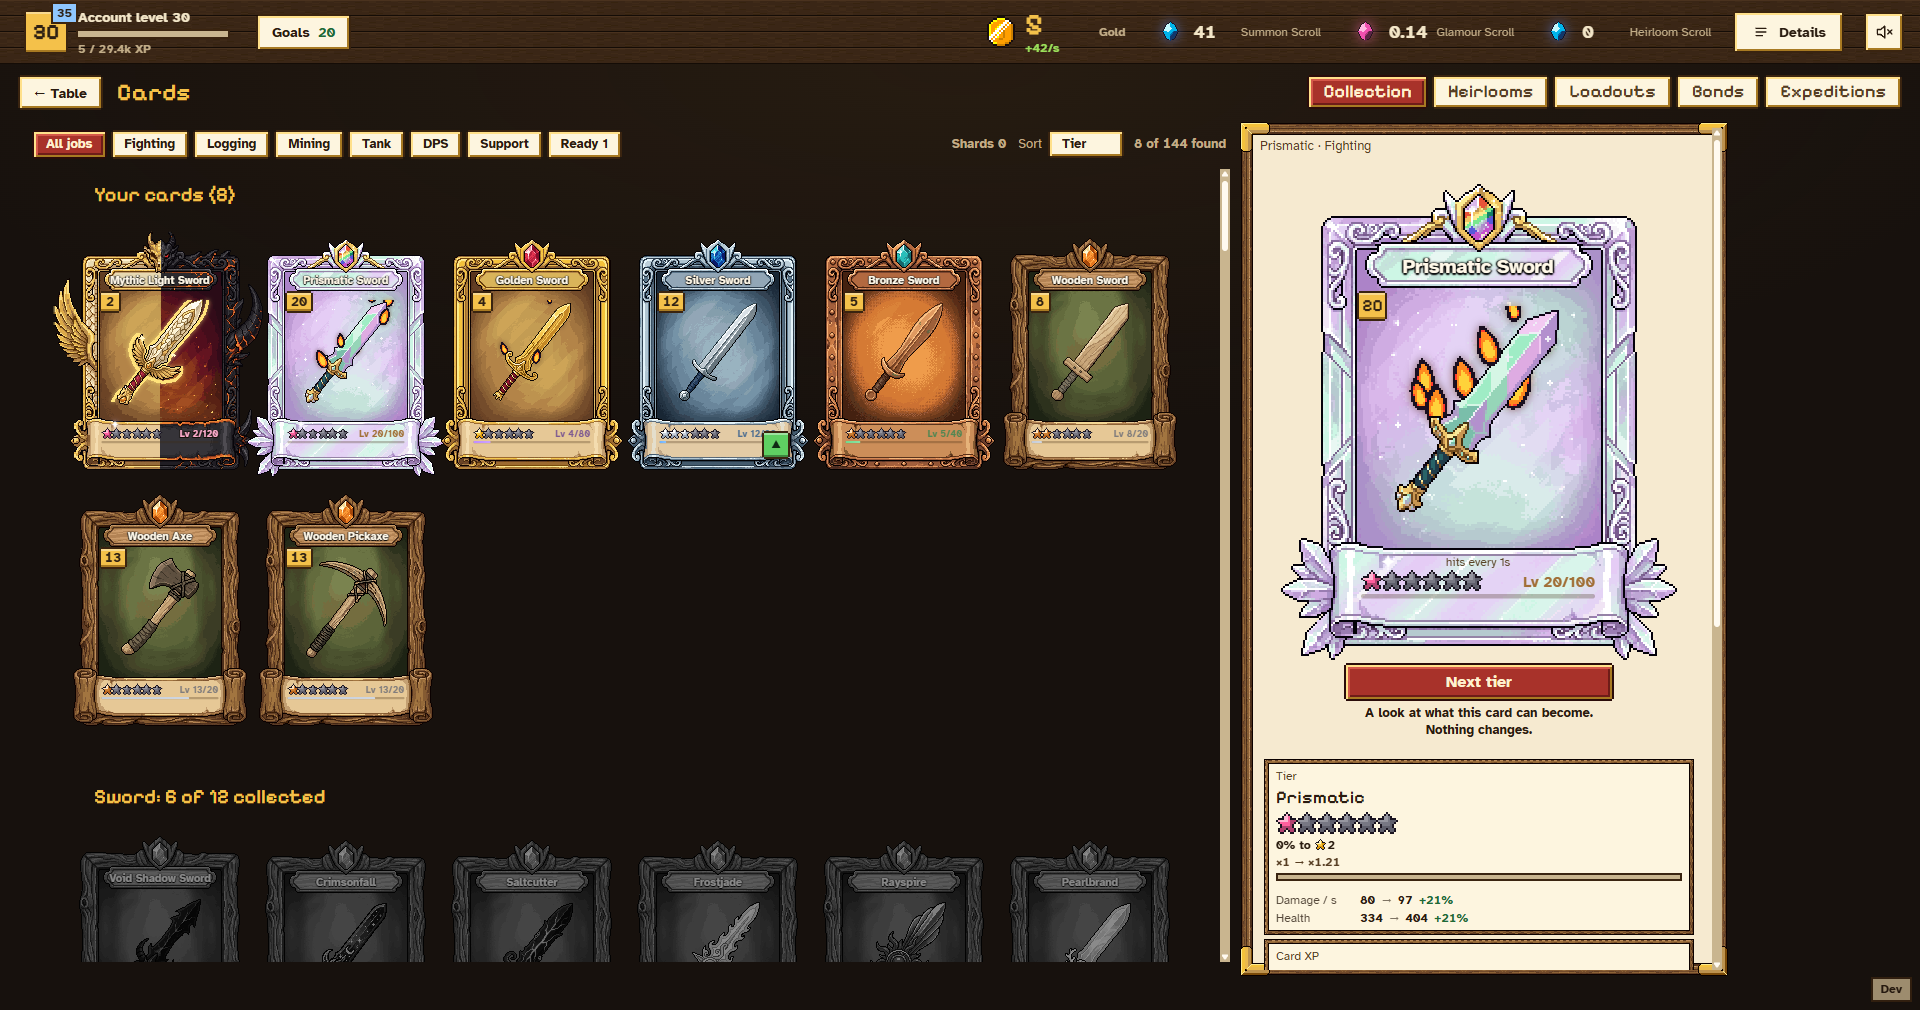 35
30
Account level 30
5 / 29.4k XP
Goals 20
S
+42/s
Gold
41
Summon Scroll
0.14
Glamour Scroll
0
Heirloom Scroll
Details
← Table
Cards
Collection
Heirlooms
Loadouts
Bonds
Expeditions
All jobs
Fighting
Logging
Mining
Tank
DPS
Support
Ready 1
Shards 0
Sort
Tier
8 of 144 found
Your cards (8)
Mythic Light Sword
2
Lv 2/120
Prismatic Sword
20
Lv 20/100
Golden Sword
4
Lv 4/80
Silver Sword
12
Lv 12
Bronze Sword
5
Lv 5/40
Wooden Sword
8
Lv 8/20
Wooden Axe
13
Lv 13/20
Wooden Pickaxe
13
Lv 13/20
Sword: 6 of 12 collected
Void Shadow Sword
Crimsonfall
Saltcutter
Frostjade
Rayspire
Pearlbrand
Prismatic · Fighting
Prismatic Sword
20
hits every 1s
Lv 20/100
Next tier
A look at what this card can become.
Nothing changes.
Tier
Prismatic
0% to ★2
×1 → ×1.21
Damage / s 80 → 97 +21%
Health 334 → 404 +21%
Card XP
Dev